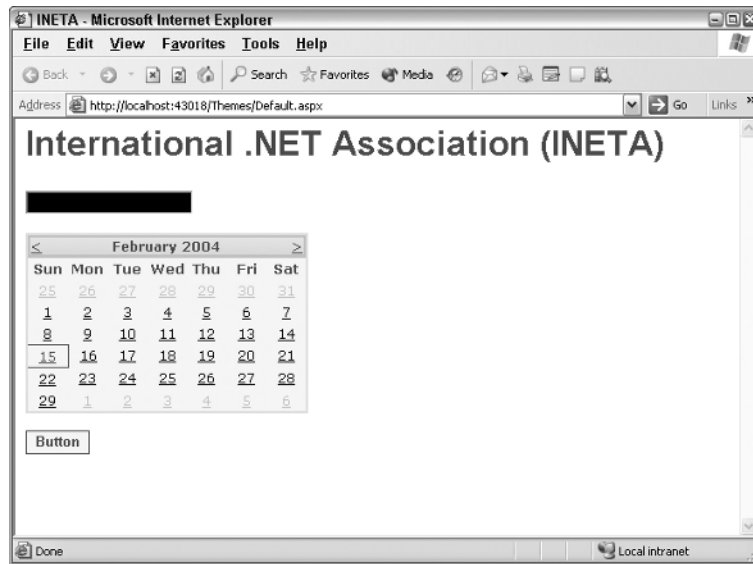 INETA - Microsoft Internet Explorer
File Edit View Favorites Tools Help
Back Search Favorites Media
Address http://localhost:43018/Themes/Default.aspx Go Links »
International .NET Association (INETA)
< February 2004 >
Sun Mon Tue Wed Thu Fri Sat
25 26 27 28 29 30 31
1 2 3 4 5 6 7
8 9 10 11 12 13 14
15 16 17 18 19 20 21
22 23 24 25 26 27 28
29 1 2 3 4 5 6
Button
Done Local intranet